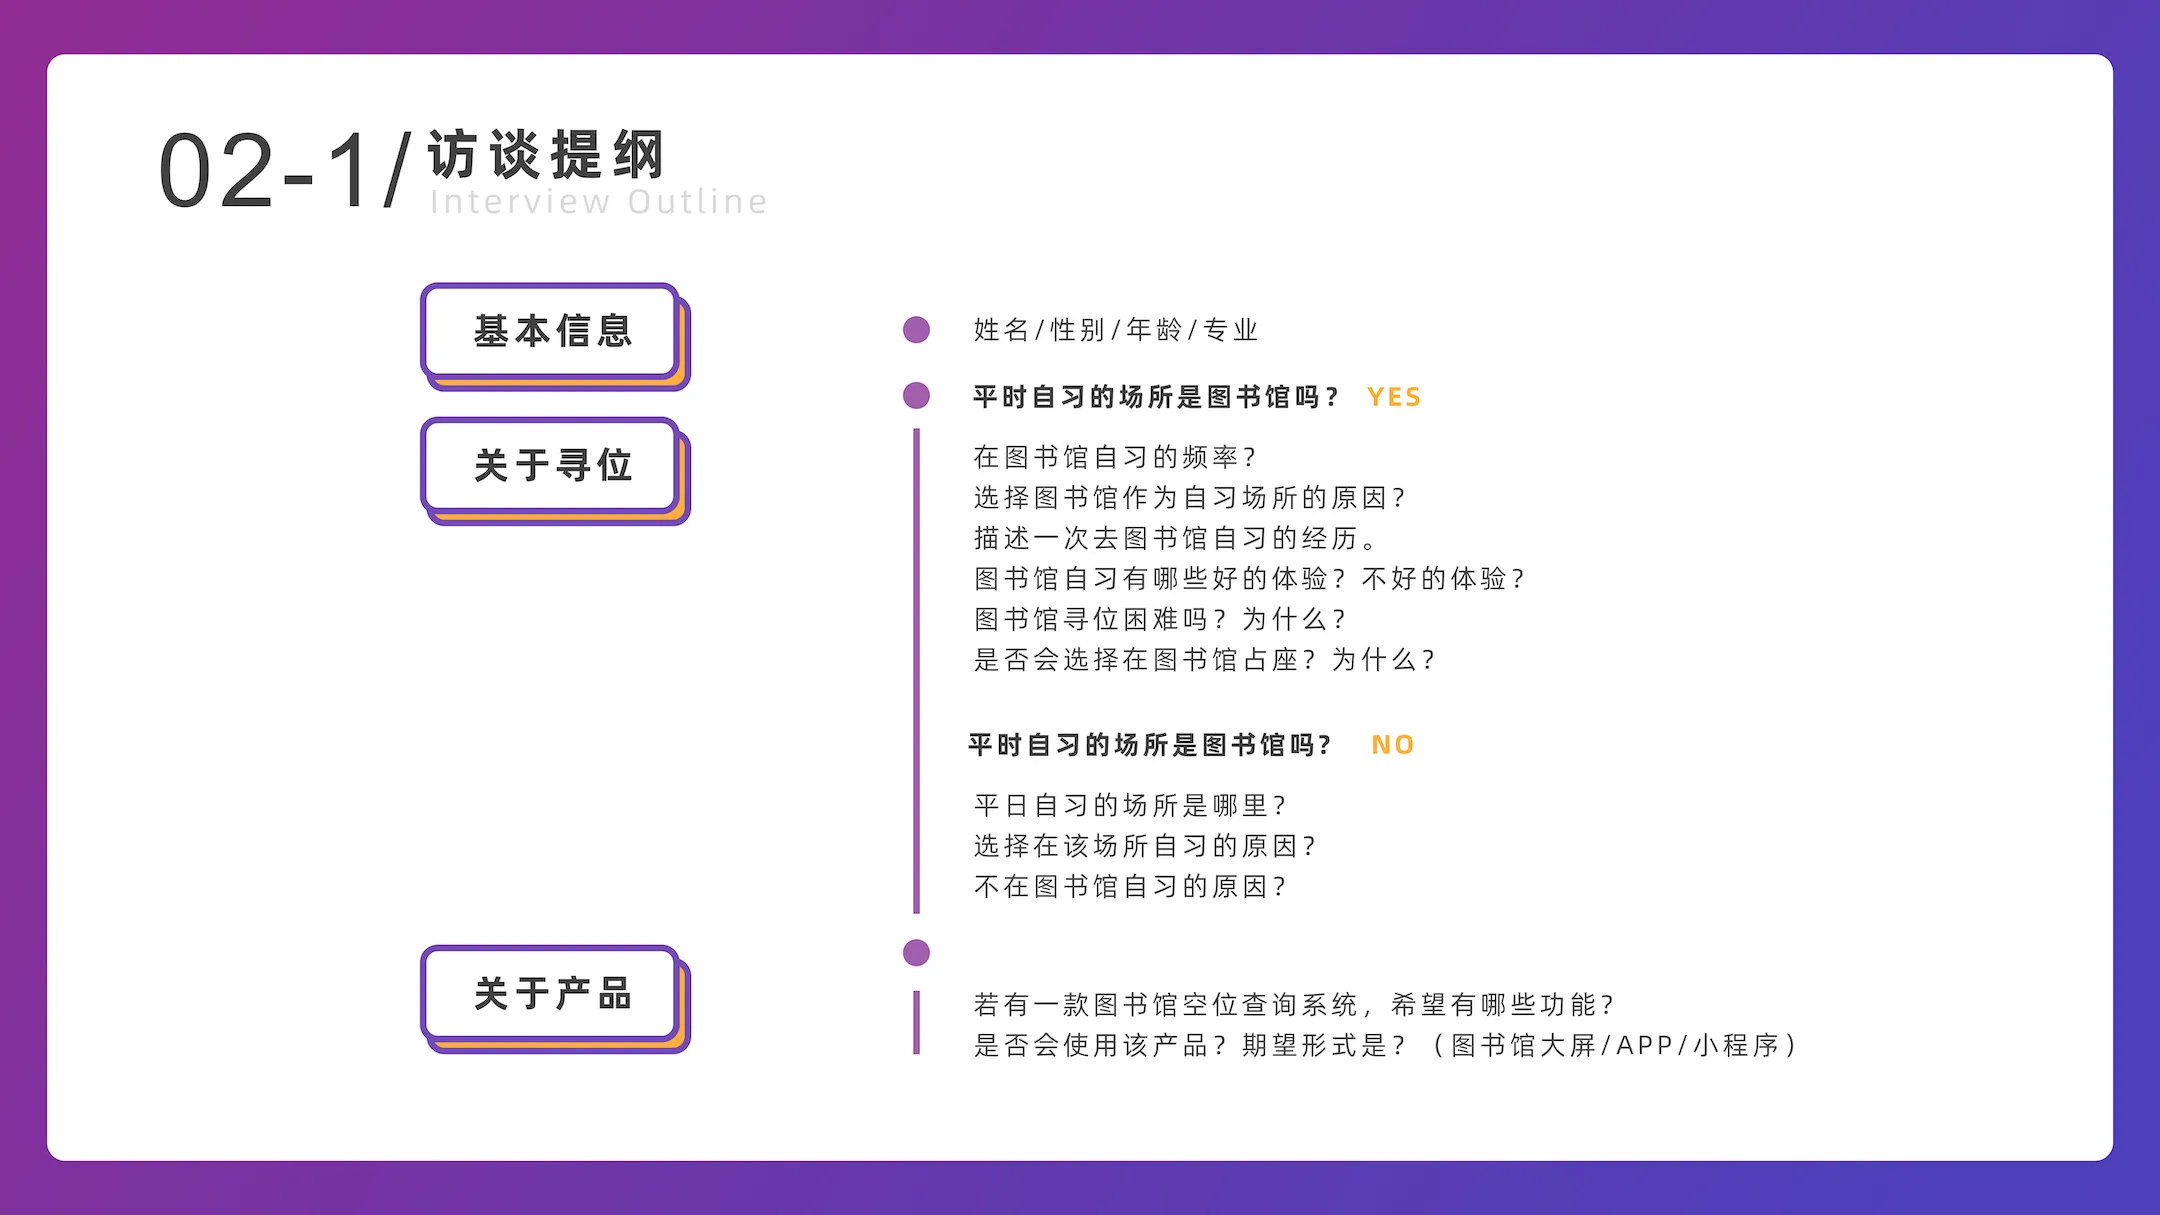 02-1/访谈提纲
Interview Outline
基本信息
姓名/性别/年龄/专业
关于寻位
平时自习的场所是图书馆吗？ YES
在图书馆自习的频率？
选择图书馆作为自习场所的原因？
描述一次去图书馆自习的经历。
图书馆自习有哪些好的体验？不好的体验？
图书馆寻位困难吗？为什么？
是否会选择在图书馆占座？为什么？
平时自习的场所是图书馆吗？ NO
平日自习的场所是哪里？
选择在该场所自习的原因？
不在图书馆自习的原因？
关于产品
若有一款图书馆空位查询系统，希望有哪些功能？
是否会使用该产品？期望形式是？（图书馆大屏/APP/小程序）